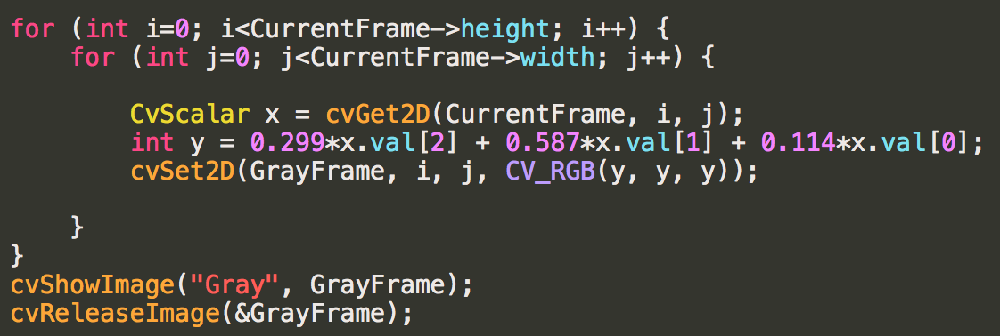 for (int i=0; i<CurrentFrame->height; i++) {
    for (int j=0; j<CurrentFrame->width; j++) {

        CvScalar x = cvGet2D(CurrentFrame, i, j);
        int y = 0.299*x.val[2] + 0.587*x.val[1] + 0.114*x.val[0];
        cvSet2D(GrayFrame, i, j, CV_RGB(y, y, y));

    }
}
cvShowImage("Gray", GrayFrame);
cvReleaseImage(&GrayFrame);